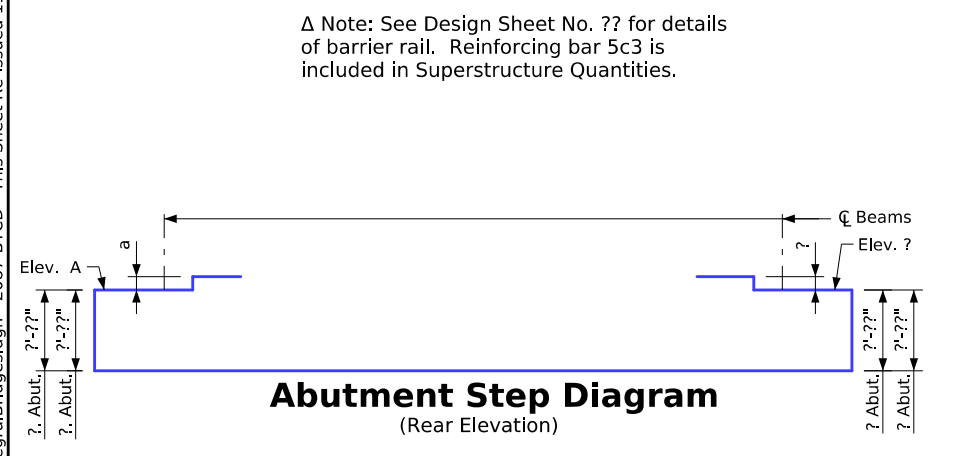 Δ Note: See Design Sheet No. ?? for details
of barrier rail. Reinforcing bar 5c3 is
included in Superstructure Quantities.
℄ Beams
a
?
Elev. ?
Elev. A
?'-??"
?'-??"
?'-??"
?'-??"
?. Abut.
?. Abut.
? Abut.
? Abut.
Abutment Step Diagram
(Rear Elevation)